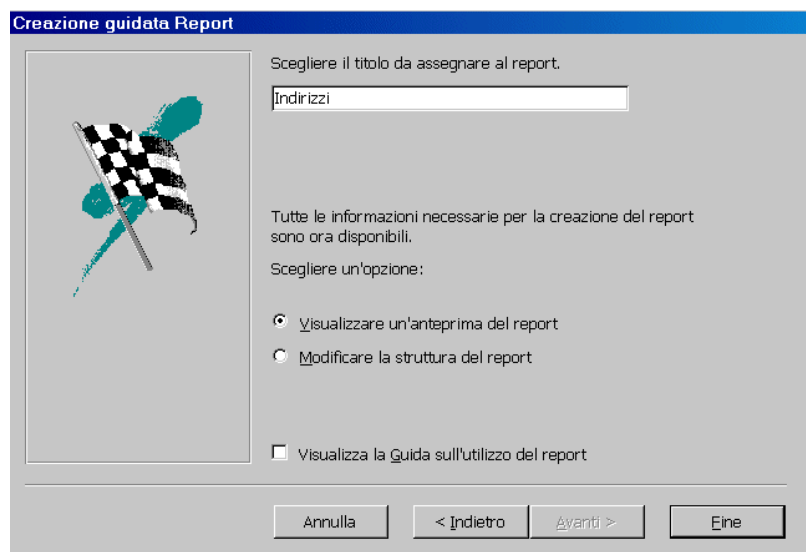 Creazione guidata Report
Scegliere il titolo da assegnare al report.
Indirizzi
Tutte le informazioni necessarie per la creazione del report
sono ora disponibili.
Scegliere un'opzione:
Visualizzare un'anteprima del report
Modificare la struttura del report
Visualizza la Guida sull'utilizzo del report
Annulla
< Indietro
Avanti >
Fine